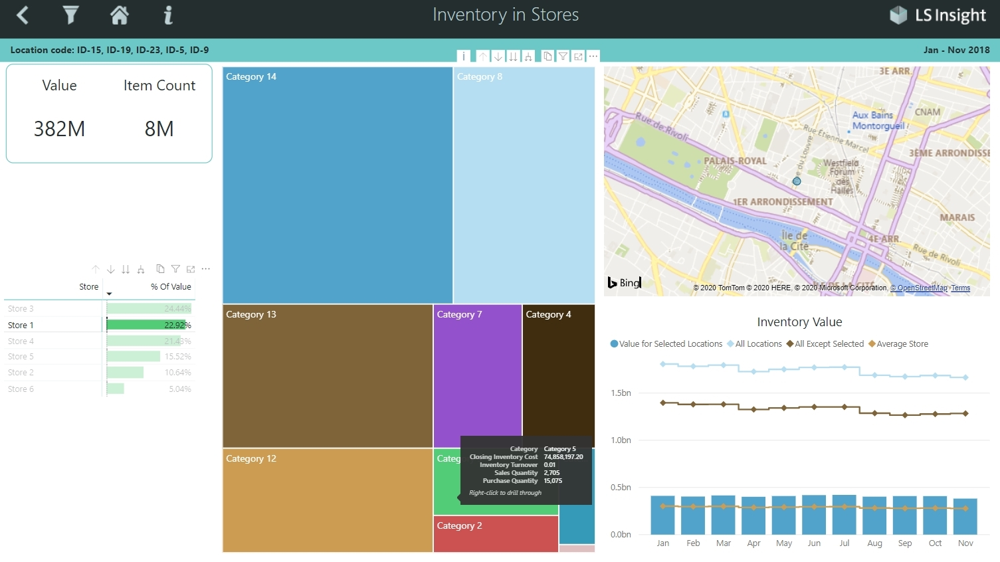 Inventory in Stores
LS Insight
Location code: ID-15, ID-19, ID-23, ID-5, ID-9
Jan - Nov 2018
Value
Item Count
382M
8M
Store
% Of Value
Store 3
24.44%
Store 1
22.92%
Store 4
21.43%
Store 5
15.52%
Store 2
10.64%
Store 6
5.04%
Category 14
Category 8
Category 13
Category 7
Category 4
Category 12
Categ
Category 2
Category Category 5
Closing Inventory Cost 74,858,197.20
Inventory Turnover 0.01
Sales Quantity 2,705
Purchase Quantity 15,075
Right-click to drill through
3E ARR.
Aux Bains
Montorgueil
CNAM
Rue de Rivoli
Rue Étienne Marcel
3ÈME ARRONDISSE
PALAIS-ROYAL
Rue du Louvre
Westfield
Forum
des
Halles
1ER ARRONDISSEMENT
MARAIS
Île de
la Cité
4E ARR.
Rue de Rivoli
Bing
© 2020 TomTom © 2020 HERE, © 2020 Microsoft Corporation, © OpenStreetMap Terms
Inventory Value
Value for Selected Locations
All Locations
All Except Selected
Average Store
1.5bn
1.0bn
0.5bn
0.0bn
Jan Feb Mar Apr May Jun Jul Aug Sep Oct Nov